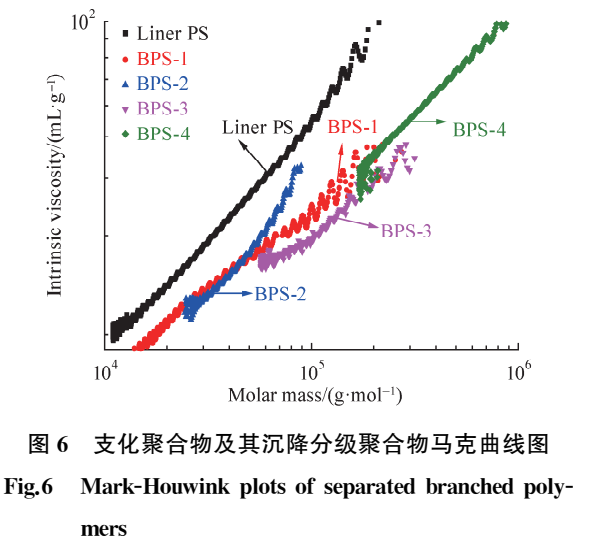 10²
Liner PS
BPS-1
BPS-2
BPS-3
BPS-4
Liner PS
BPS-1
BPS-4
BPS-3
BPS-2
Intrinsic viscosity/(mL·g⁻¹)
10⁴ 10⁵ 10⁶
Molar mass/(g·mol⁻¹)
图 6 支化聚合物及其沉降分级聚合物马克曲线图
Fig.6 Mark-Houwink plots of separated branched poly-
mers